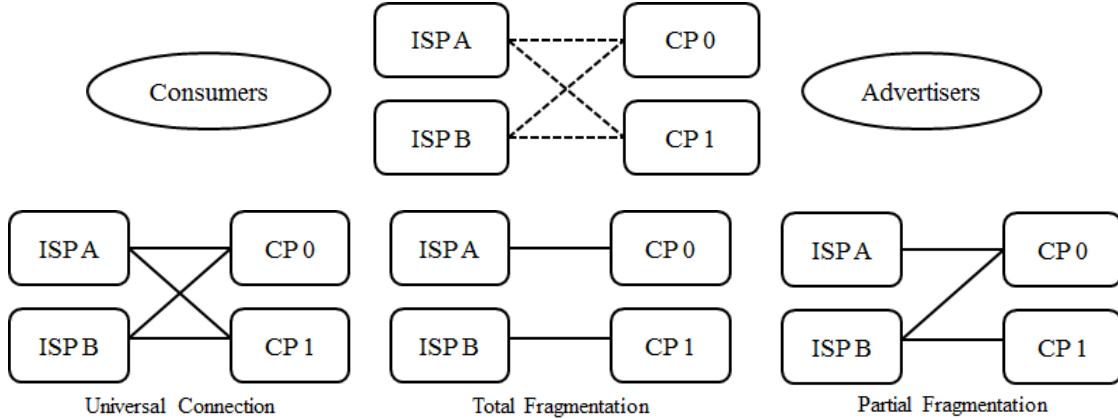 ISP A
CP 0
Consumers
Advertisers
ISP B
CP 1
ISP A
CP 0
ISP A
CP 0
ISP A
CP 0
ISP B
CP 1
ISP B
CP 1
ISP B
CP 1
Universal Connection
Total Fragmentation
Partial Fragmentation